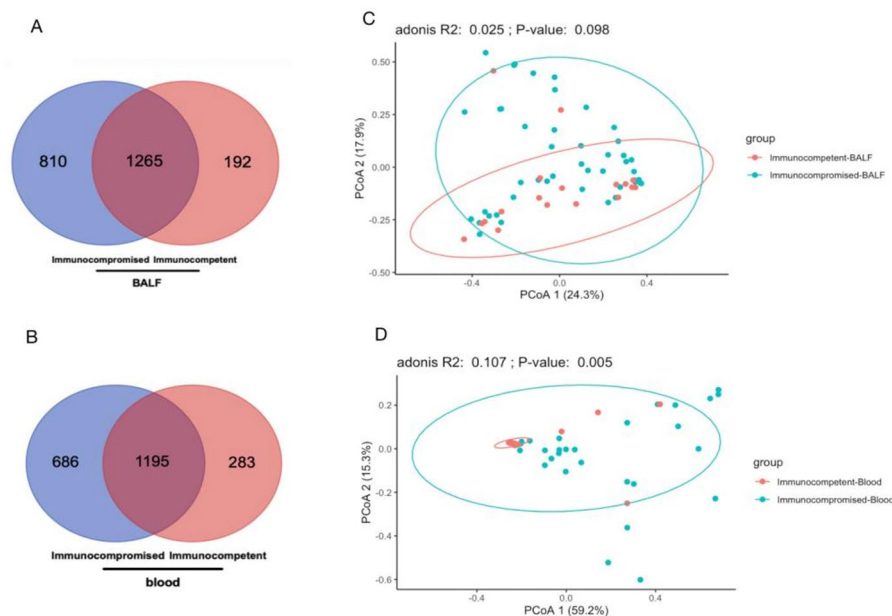 A
810
1265
192
Immunocompromised Immunocompetent
BALF
B
686
1195
283
Immunocompromised Immunocompetent
blood
C
adonis R2: 0.025 ; P-value: 0.098
0.50
0.25
0.00
-0.25
-0.50
PCoA 2 (17.9%)
-0.4
0.0
0.4
PCoA 1 (24.3%)
group
Immunocompetent-BALF
Immunocompromised-BALF
D
adonis R2: 0.107 ; P-value: 0.005
0.2
0.0
-0.2
-0.4
-0.6
PCoA 2 (15.3%)
-0.4
0.0
0.4
PCoA 1 (59.2%)
group
Immunocompetent-Blood
Immunocompromised-Blood